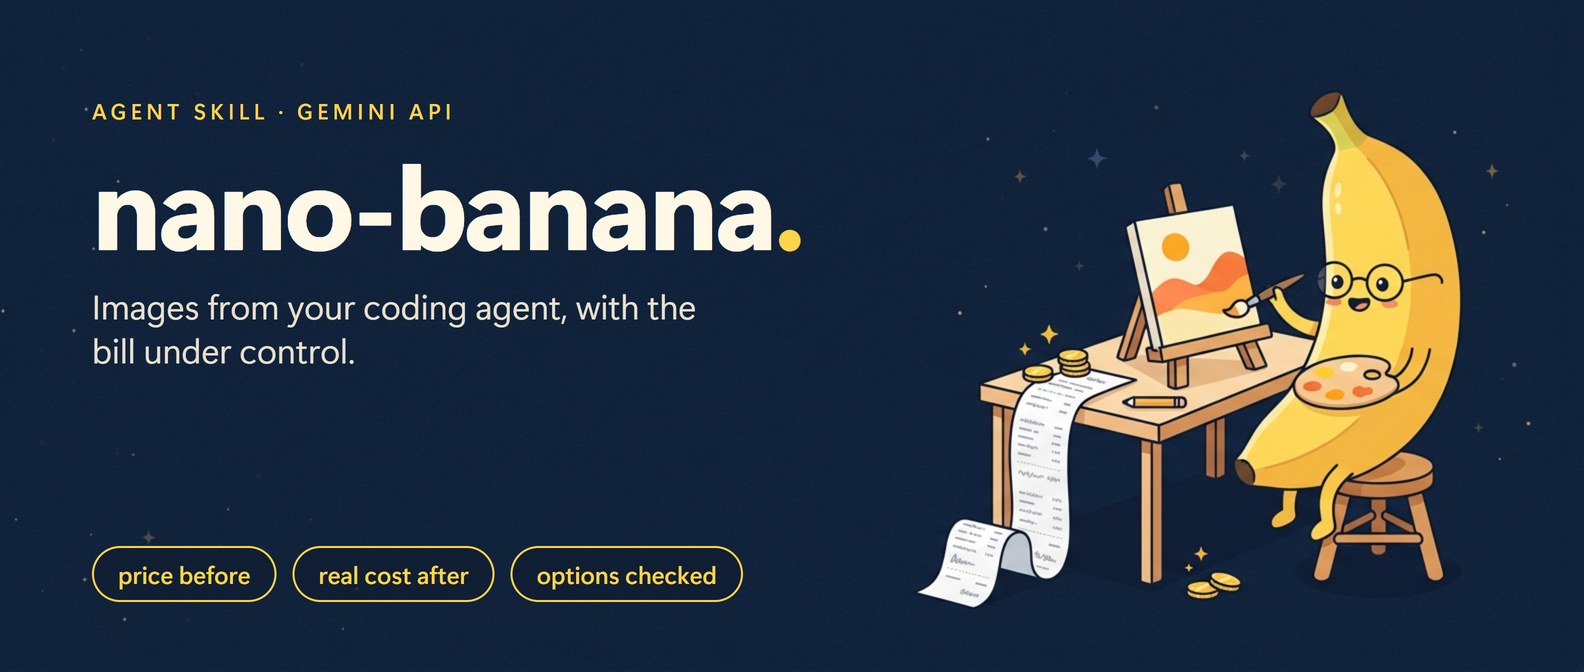 AGENT SKILL · GEMINI API
nano-banana.
Images from your coding agent, with the
bill under control.
price before
real cost after
options checked